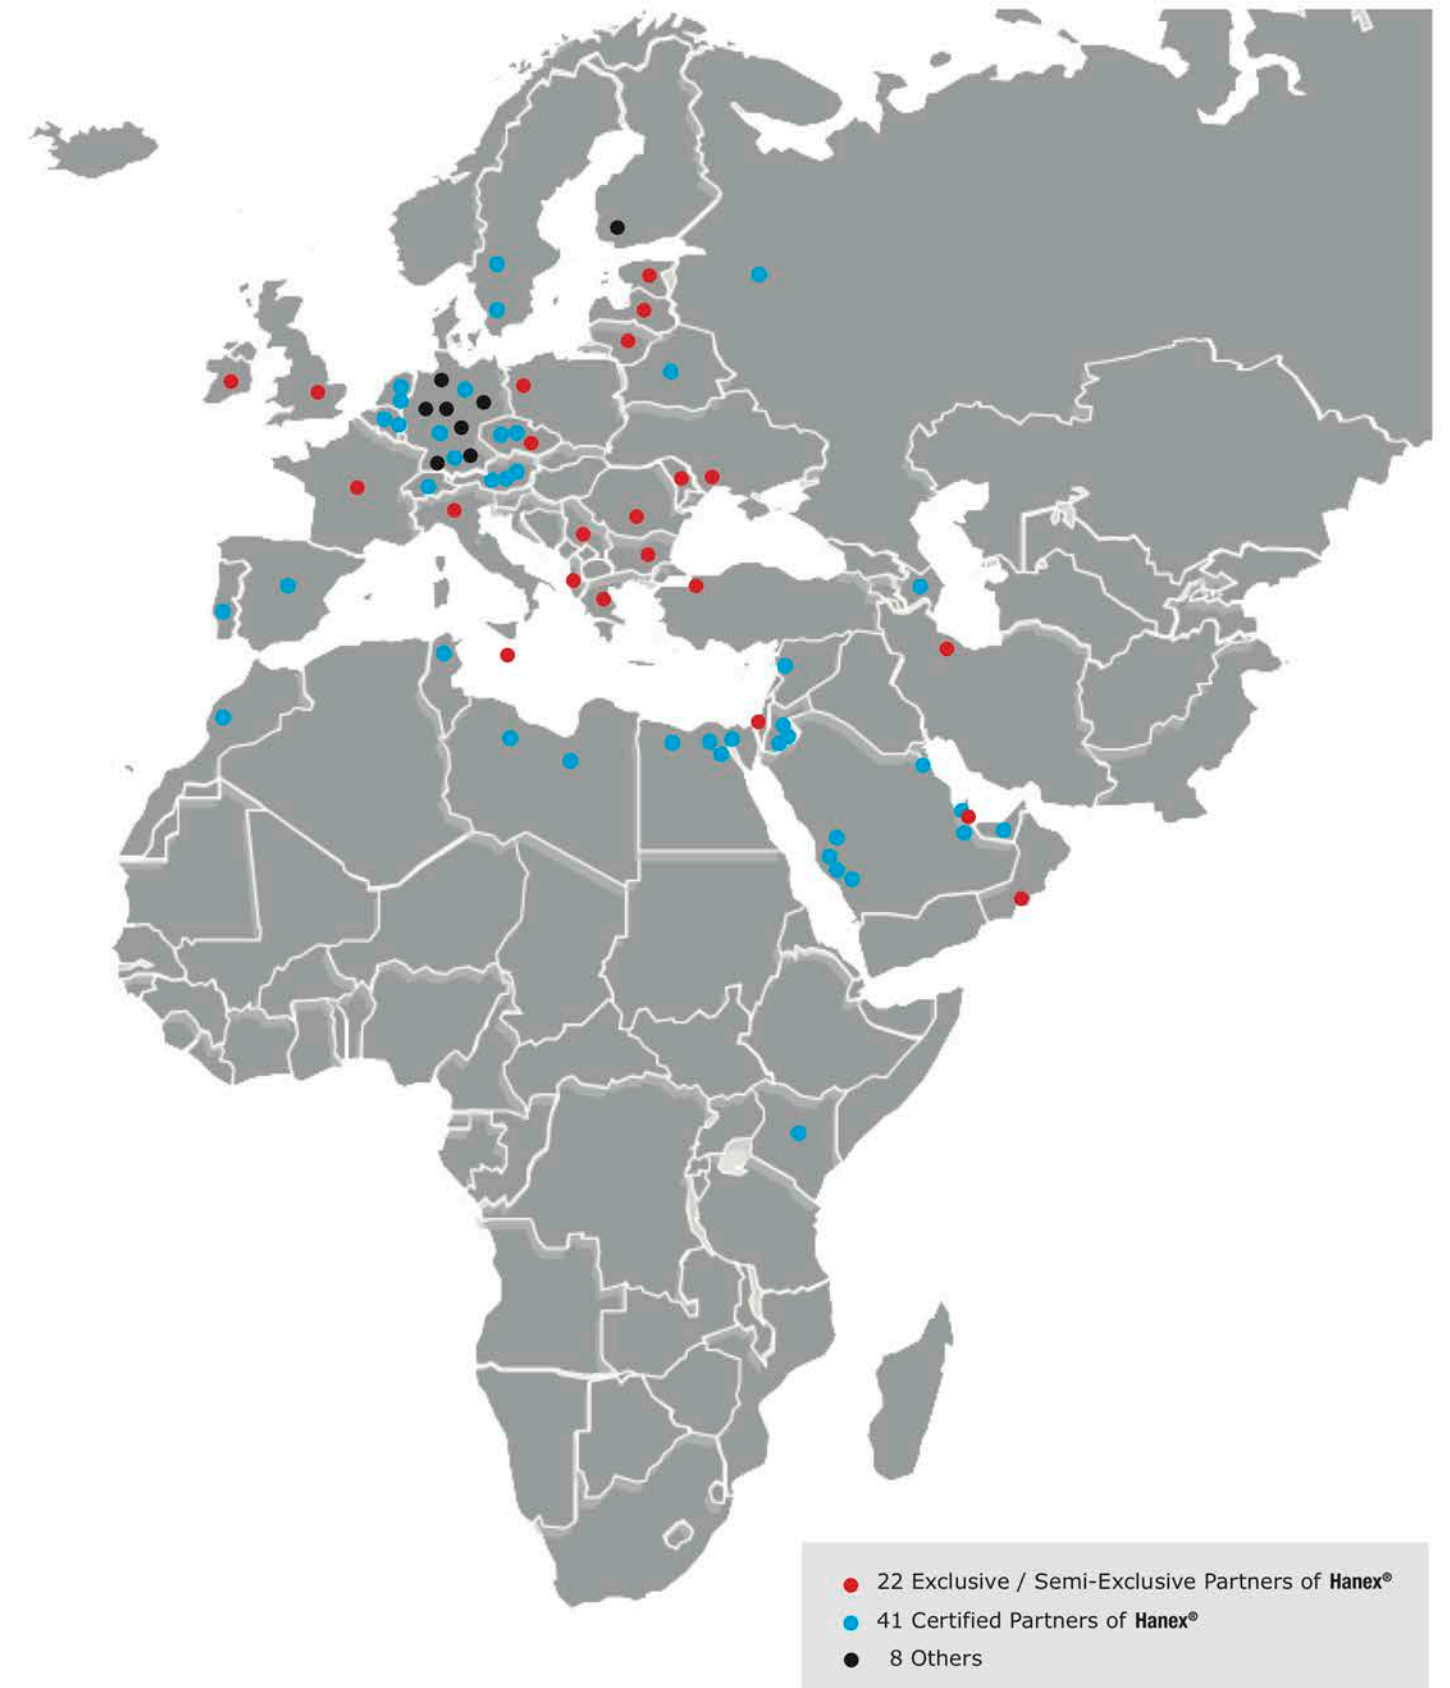 22 Exclusive / Semi-Exclusive Partners of Hanex®
41 Certified Partners of Hanex®
8 Others